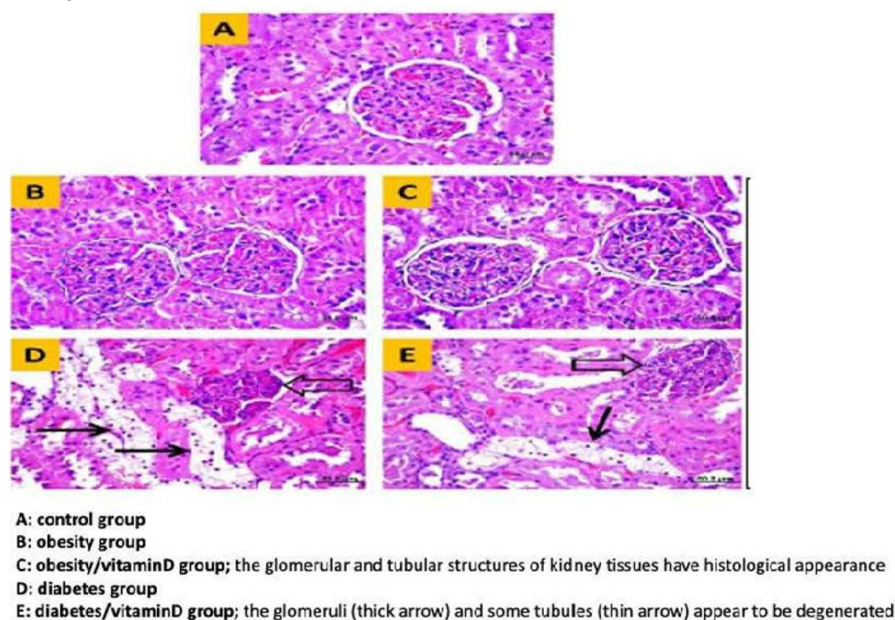 A
B
C
D
E
A: control group
B: obesity group
C: obesity/vitaminD group; the glomerular and tubular structures of kidney tissues have histological appearance
D: diabetes group
E: diabetes/vitaminD group; the glomeruli (thick arrow) and some tubules (thin arrow) appear to be degenerated